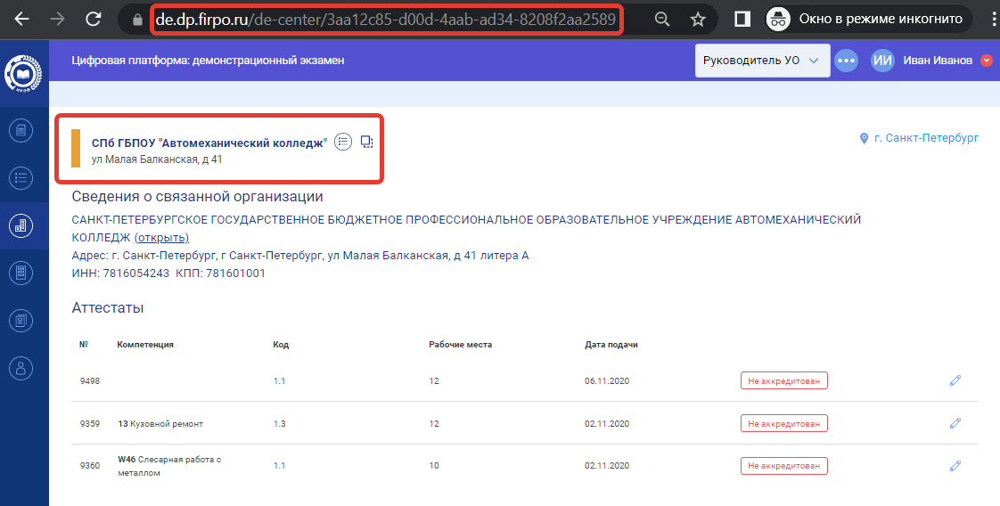 de.dp.firpo.ru/de-center/3aa12c85-d00d-4aab-ad34-8208f2aa2589
Окно в режиме инкогнито
Цифровая платформа: демонстрационный экзамен
Руководитель УО
ИИ
Иван Иванов
СПб ГБПОУ "Автомеханический колледж"
ул Малая Балканская, д 41
г. Санкт-Петербург
Сведения о связанной организации
САНКТ-ПЕТЕРБУРГСКОЕ ГОСУДАРСТВЕННОЕ БЮДЖЕТНОЕ ПРОФЕССИОНАЛЬНОЕ ОБРАЗОВАТЕЛЬНОЕ УЧРЕЖДЕНИЕ АВТОМЕХАНИЧЕСКИЙ
КОЛЛЕДЖ (открыть)
Адрес: г. Санкт-Петербург, г Санкт-Петербург, ул Малая Балканская, д 41 литера А
ИНН: 7816054243 КПП: 781601001
Аттестаты
№ Компетенция Код Рабочие места Дата подачи
9498 1.1 12 06.11.2020 Не аккредитован
9359 13 Кузовной ремонт 1.3 12 02.11.2020 Не аккредитован
9360 W46 Слесарная работа с металлом 1.1 10 02.11.2020 Не аккредитован